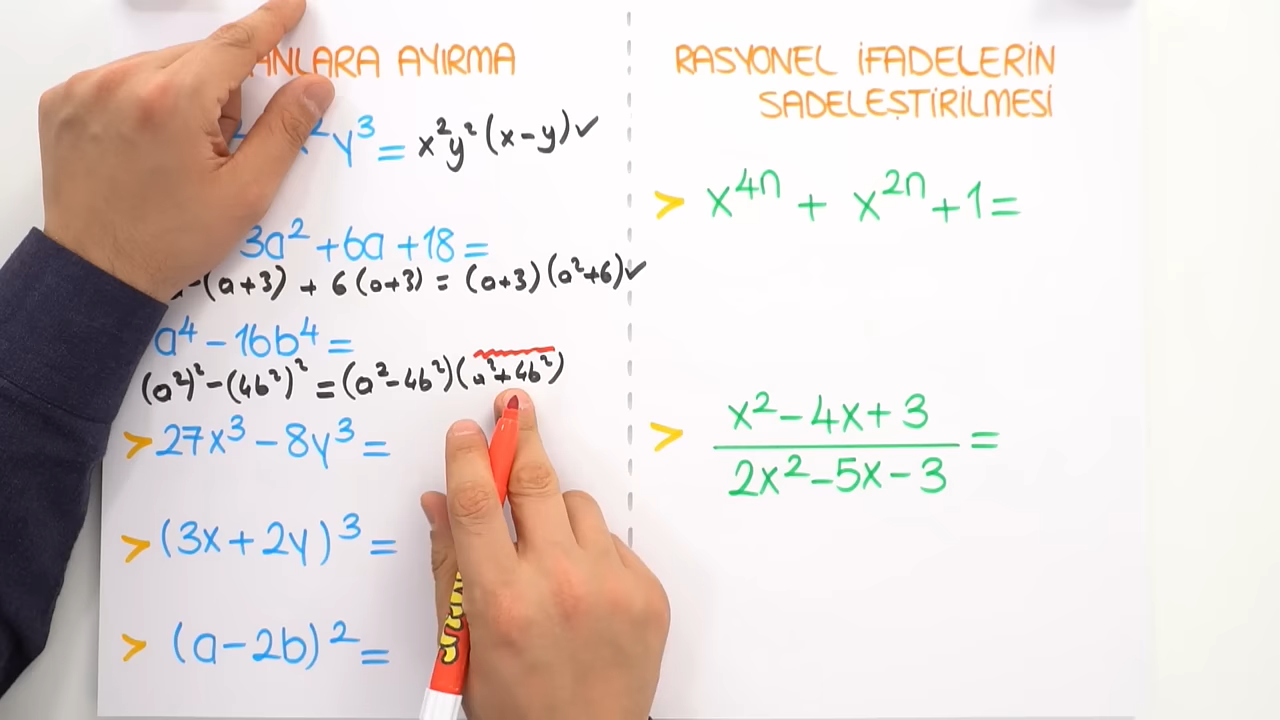 ANLARA AYIRMA
y³ = x²y²(x-y)✓
3a² + 6a + 18 =
(a+3) + 6(a+3) = (a+3)(a²+6)✓
a⁴ - 16b⁴ =
(a²)² - (4b²)² = (a²-4b²)(a²+4b²)
> 27x³ - 8y³ =
> (3x + 2y)³ =
> (a - 2b)² =
RASYONEL İFADELERİN
SADELEŞTİRİLMESİ
> x⁴ⁿ + x²ⁿ + 1 =
> x² - 4x + 3
2x² - 5x - 3 =